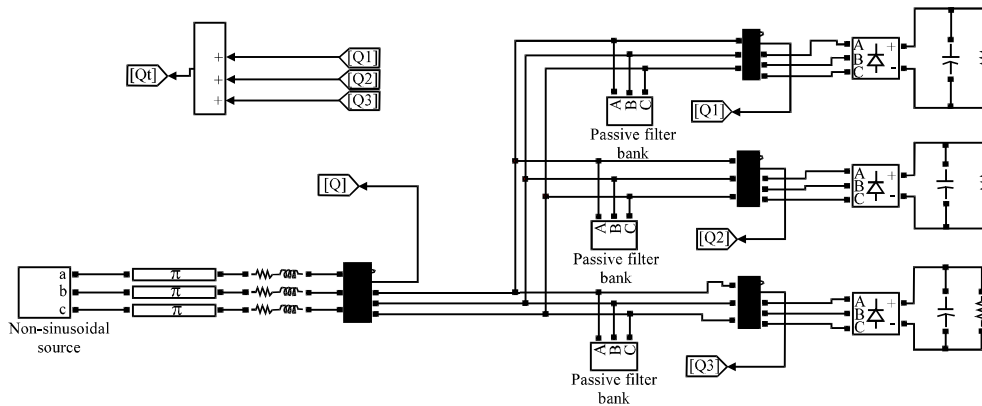 [Qt]
+
+
+
[Q1]
[Q2]
[Q3]
A
B
C
Passive filter
bank
[Q1]
A
B
C
+
-
[Q]
A
B
C
Passive filter
bank
[Q2]
A
B
C
+
-
a
b
c
Non-sinusoidal
source
π
π
π
A
B
C
Passive filter
bank
[Q3]
A
B
C
+
-